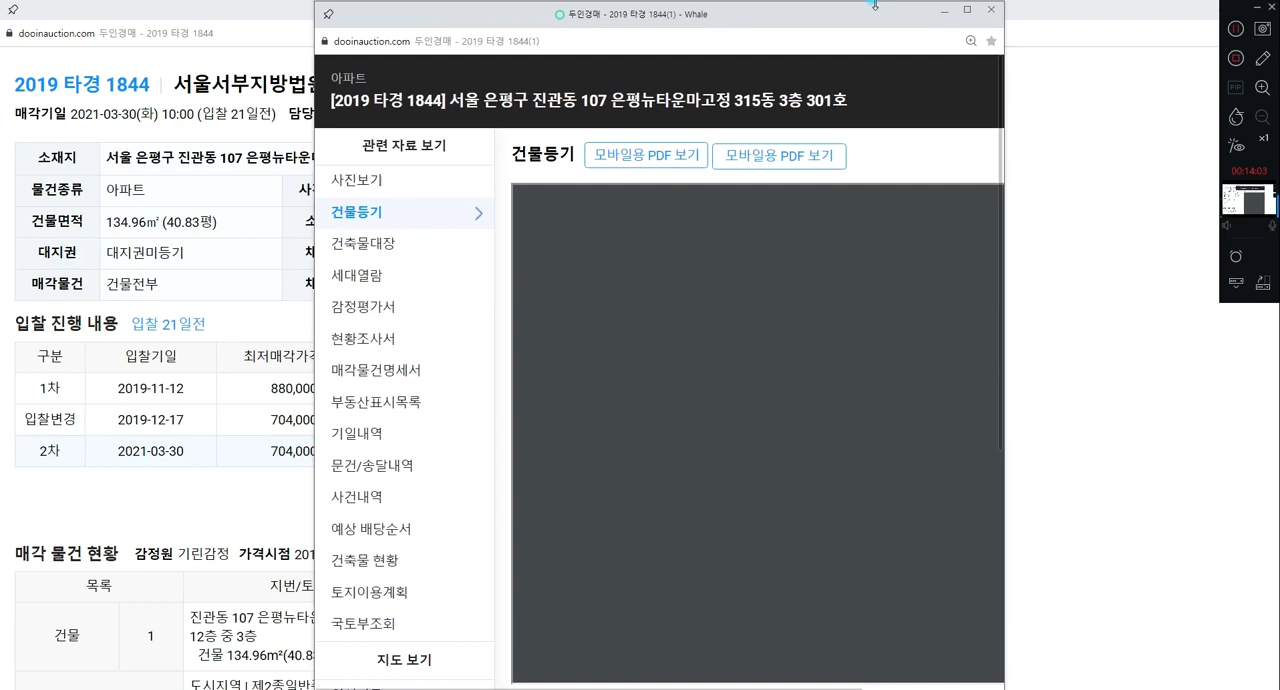 dooinauction.com 두인경매 - 2019 타경 1844
2019 타경 1844 | 서울서부지방법원
매각기일 2021-03-30(화) 10:00 (입찰 21일전) 담당
소재지 서울 은평구 진관동 107 은평뉴타운
물건종류 아파트
건물면적 134.96㎡ (40.83평) 소
대지권 대지권미등기 채
매각물건 건물전부 채
입찰 진행 내용 입찰 21일전
구분 입찰기일 최저매각가격
1차 2019-11-12 880,000
입찰변경 2019-12-17 704,000
2차 2021-03-30 704,000
매각 물건 현황 감정원 기린감정 가격시점 201
목록 지번/토
건물 1 진관동 107 은평뉴타운
12층 중 3층
건물 134.96m²(40.83
도시지역 | 제2종일반주
두인경매 - 2019 타경 1844(1) - Whale
dooinauction.com 두인경매 - 2019 타경 1844(1)
아파트
[2019 타경 1844] 서울 은평구 진관동 107 은평뉴타운마고정 315동 3층 301호
관련 자료 보기
사진보기
건물등기
건축물대장
세대열람
감정평가서
현황조사서
매각물건명세서
부동산표시목록
기일내역
문건/송달내역
사건내역
예상 배당순서
건축물 현황
토지이용계획
국토부조회
지도 보기
건물등기 모바일용 PDF 보기 모바일용 PDF 보기
PIP
x1
00:14:03